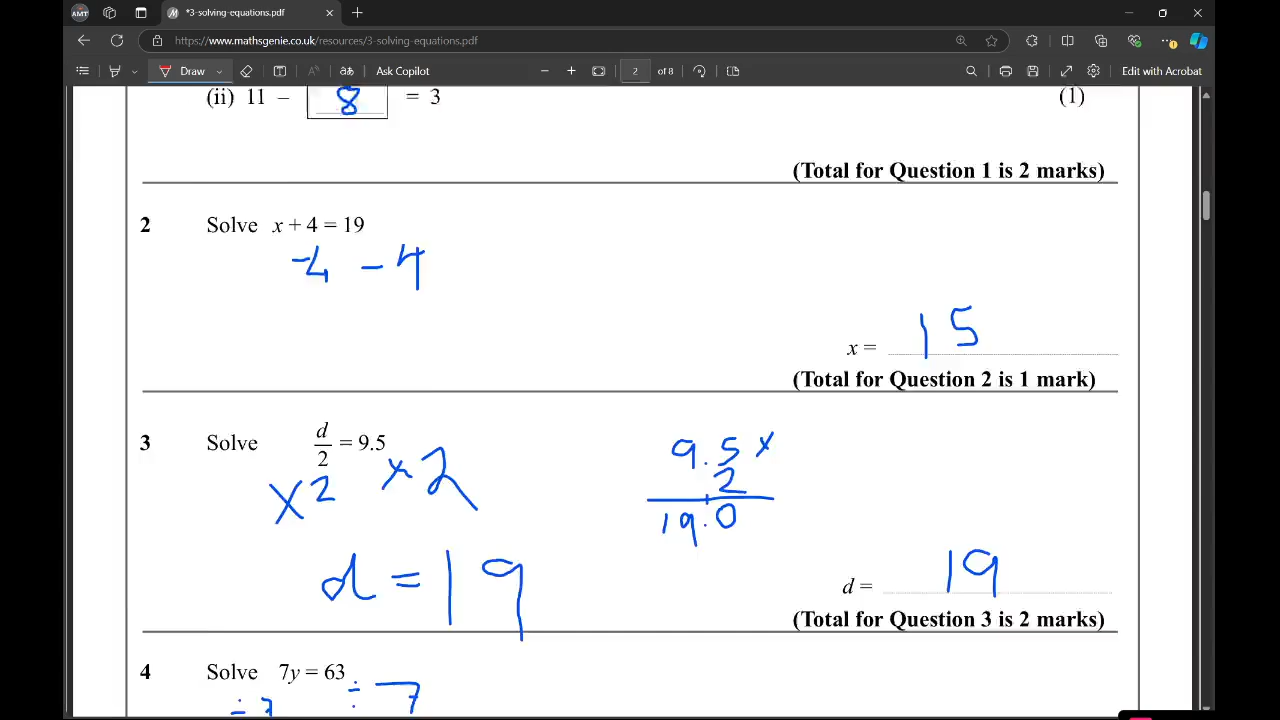 AMT
*3-solving-equations.pdf
https://www.mathsgenie.co.uk/resources/3-solving-equations.pdf
Draw
Ask Copilot
2 of 8
Edit with Acrobat
(ii) 11 − 8 = 3 (1)
(Total for Question 1 is 2 marks)
2 Solve x + 4 = 19
-4 - 4
x = 15
(Total for Question 2 is 1 mark)
3 Solve d/2 = 9.5
×2 ×2
9.5 ×
2
19.0
d = 19
d = 19
(Total for Question 3 is 2 marks)
4 Solve 7y = 63
÷ 7 ÷ 7